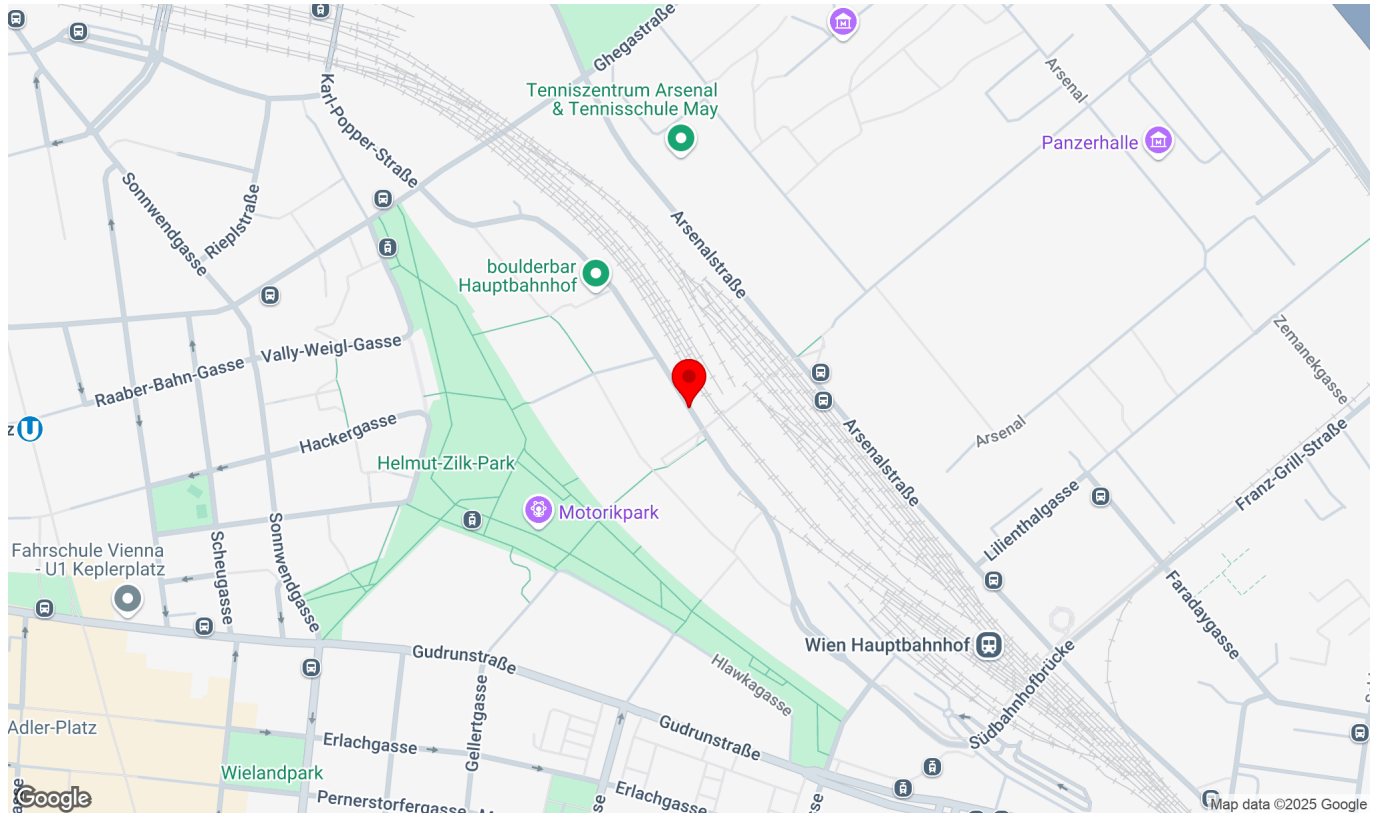 Ghegastraße
Arsenal
Tenniszentrum Arsenal
& Tennisschule May
Karl-Popper-Straße
Panzerhalle
Sonnwendgasse
Rieplstraße
Arsenalstraße
boulderbar
Hauptbahnhof
Zemanekgasse
Vally-Weigl-Gasse
Raaber-Bahn-Gasse
z
U
Hackergasse
Arsenal
Arsenalstraße
Franz-Grill-Straße
Helmut-Zilk-Park
Motorikpark
Lilienthalgasse
Fahrschule Vienna
- U1 Keplerplatz
Scheugasse
Sonnwendgasse
Faradaygasse
Wien Hauptbahnhof
Gudrunstraße
Hlawkagasse
Südbahnhofbrücke
Adler-Platz
Gellertgasse
Erlachgasse
Gudrunstraße
Wielandpark
Erlachgasse
Pernerstorfergasse
gasse
sse
Google
Map data ©2025 Google